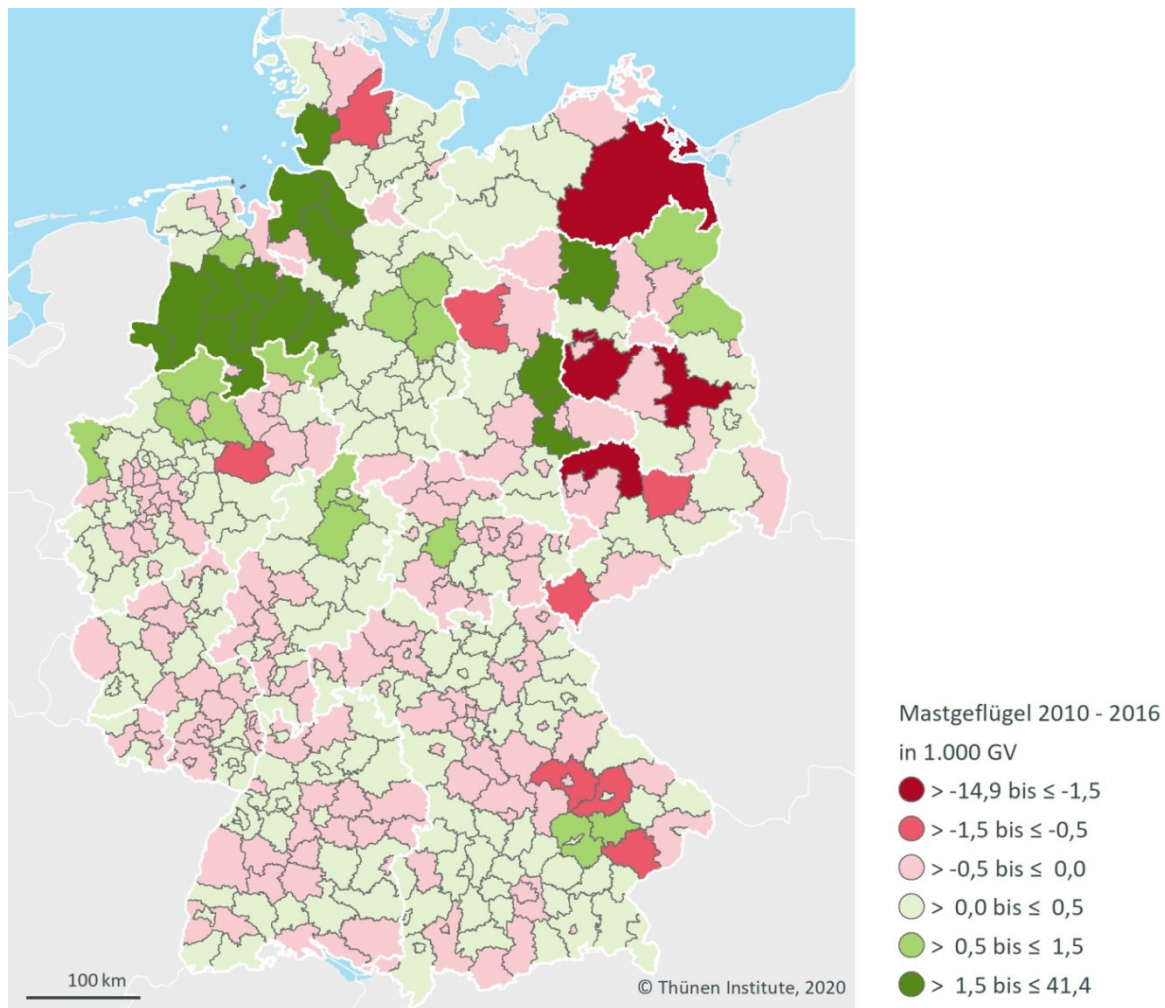 Mastgeflügel 2010 - 2016
in 1.000 GV
> -14,9 bis ≤ -1,5
> -1,5 bis ≤ -0,5
> -0,5 bis ≤ 0,0
> 0,0 bis ≤ 0,5
> 0,5 bis ≤ 1,5
> 1,5 bis ≤ 41,4
100 km
© Thünen Institute, 2020